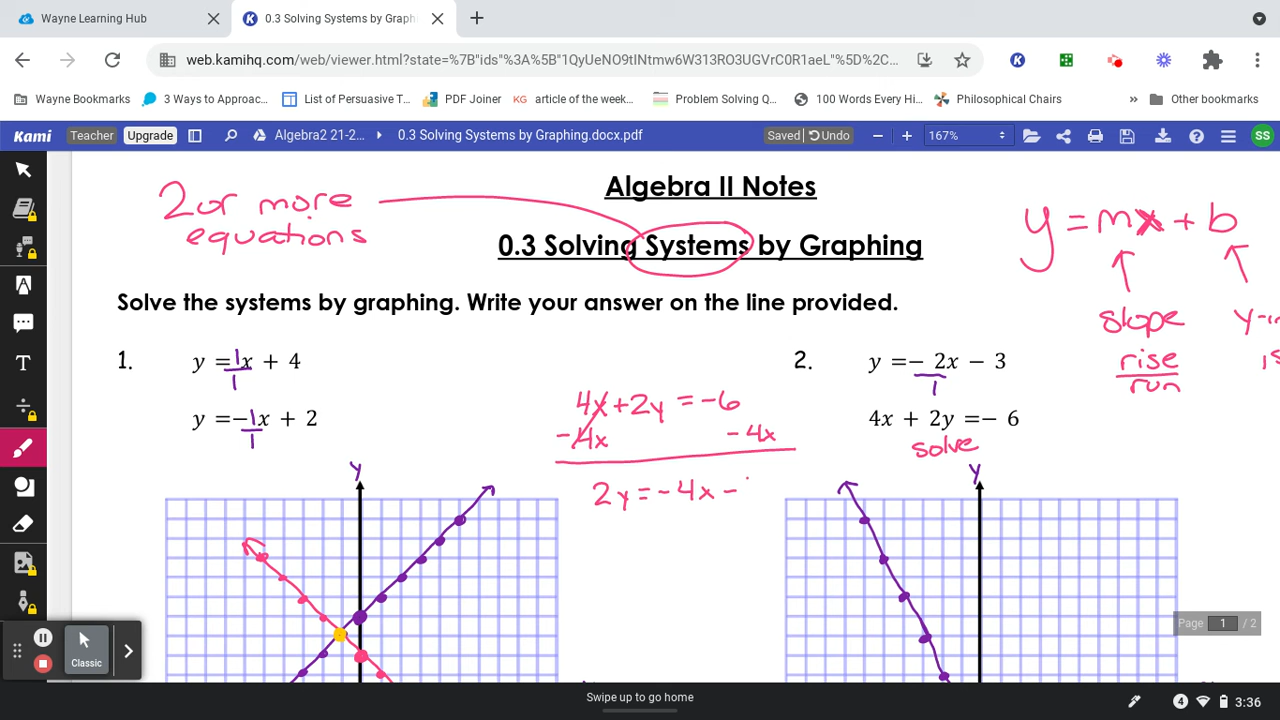 Wayne Learning Hub
0.3 Solving Systems by Graphi
web.kamihq.com/web/viewer.html?state=%7B"ids"%3A%5B"1QyUeNO9tINtmw6W313RO3UGVrC0R1aeL"%5D%2C...
Wayne Bookmarks
3 Ways to Approac...
List of Persuasive T...
PDF Joiner
KG article of the week...
Problem Solving Q...
100 Words Every Hi...
Philosophical Chairs
» Other bookmarks
Kami Teacher Upgrade
Algebra2 21-2...
0.3 Solving Systems by Graphing.docx.pdf
Saved Undo
167%
SS
Algebra II Notes
2 or more
equations
0.3 Solving Systems by Graphing
y = mx + b
slope
rise
run
Solve the systems by graphing. Write your answer on the line provided.
1. y = 1/1 x + 4
y = -1/1 x + 2
4x + 2y = -6
-4x -4x
2y = -4x -
2. y = - 2/1 x - 3
4x + 2y = - 6
solve
y
y
Classic
Page 1 / 2
Swipe up to go home
4 3:36